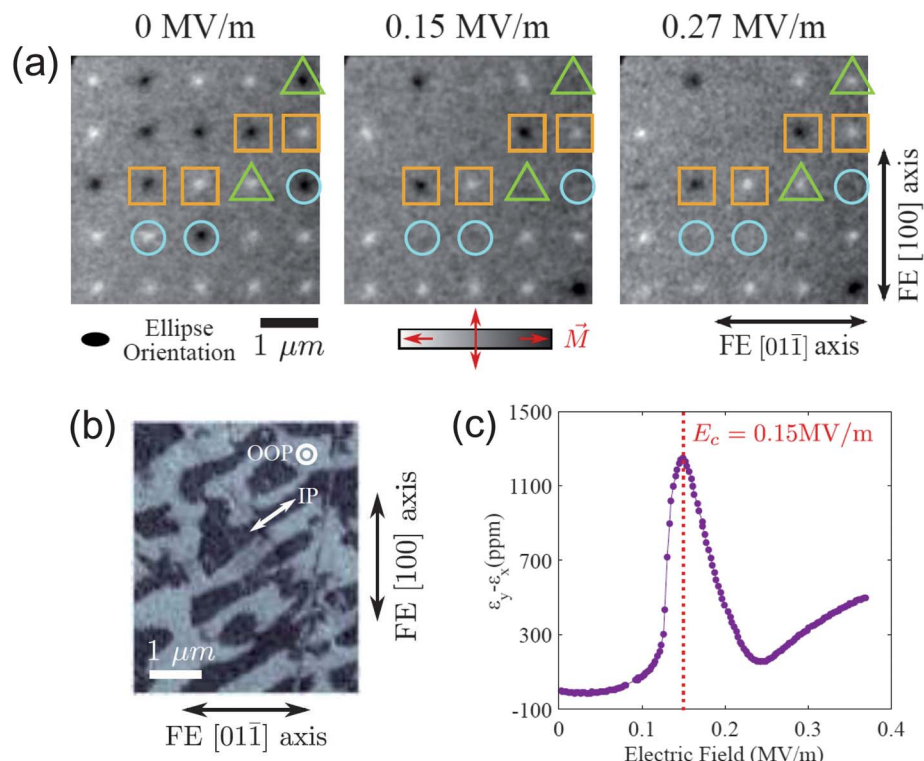 (a)
0 MV/m
0.15 MV/m
0.27 MV/m
FE [100] axis
Ellipse
Orientation
1 μm
M⃗
FE [011̄] axis
(b)
OOP
IP
1 μm
FE [100] axis
FE [011̄] axis
(c)
E_c = 0.15MV/m
1500
1100
700
300
-100
ε_y-ε_x(ppm)
0
0.1
0.2
0.3
0.4
Electric Field (MV/m)